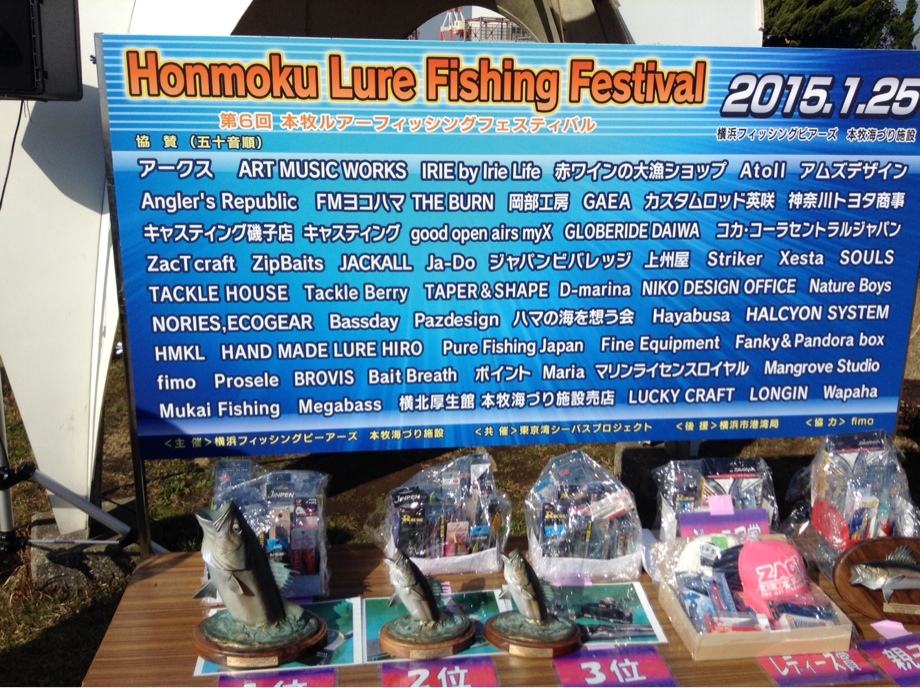 Honmoku Lure Fishing Festival 2015.1.25
第6回 本牧ルアーフィッシングフェスティバル
横浜フィッシングピアーズ 本牧海づり施設
協賛（五十音順）
アークス ART MUSIC WORKS IRIE by Irie Life 赤ワインの大漁ショップ Atoll アムズデザイン
Angler's Republic FMヨコハマ THE BURN 岡部工房 GAEA カスタムロッド英咲 神奈川トヨタ商事
キャスティング磯子店 キャスティング good open airs myX GLOBERIDE DAIWA コカ・コーラセントラルジャパン
ZacT craft ZipBaits JACKALL Ja-Do ジャパンビバレッジ 上州屋 Striker Xesta SOULS
TACKLE HOUSE Tackle Berry TAPER＆SHAPE D-marina NIKO DESIGN OFFICE Nature Boys
NORIES,ECOGEAR Bassday Pazdesign ハマの海を想う会 Hayabusa HALCYON SYSTEM
HMKL HAND MADE LURE HIRO Pure Fishing Japan Fine Equipment Fanky＆Pandora box
fimo Prosele BROVIS Bait Breath ポイント Maria マリンライセンスロイヤル Mangrove Studio
Mukai Fishing Megabass 横北厚生館 本牧海づり施設売店 LUCKY CRAFT LONGIN Wapaha
＜主催＞横浜フィッシングピアーズ 本牧海づり施設 ＜共催＞東京湾シーバスプロジェクト ＜後援＞横浜市港湾局 ＜協力＞fimo
ZACT
1位 2位 3位 レディース賞